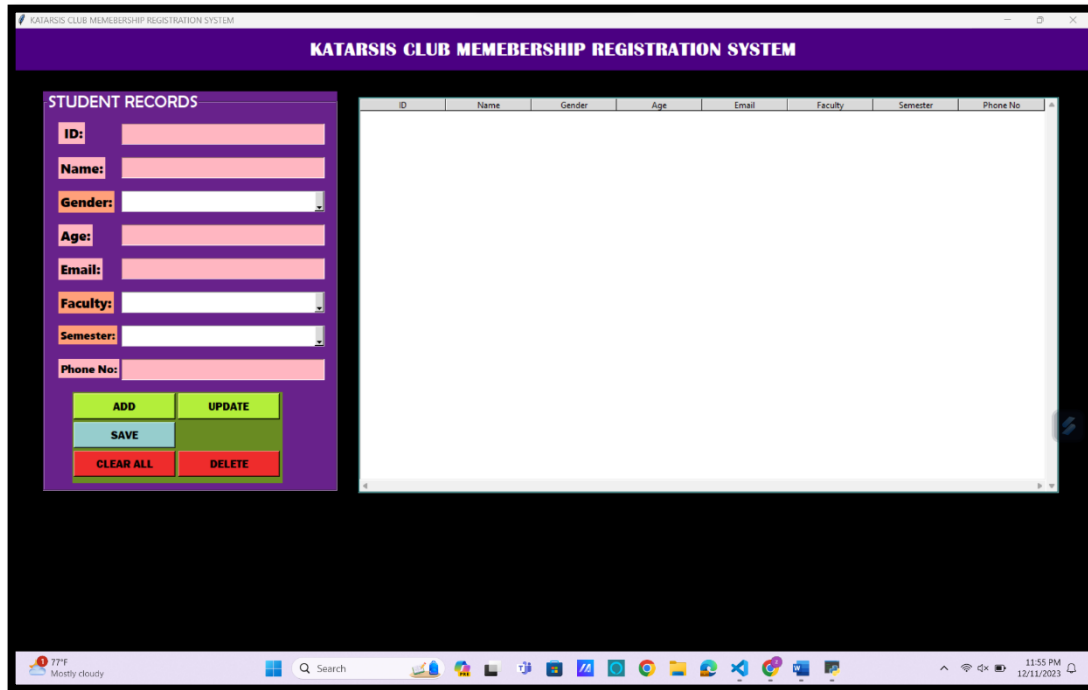 KATARSIS CLUB MEMEBERSHIP REGISTRATION SYSTEM
KATARSIS CLUB MEMEBERSHIP REGISTRATION SYSTEM
STUDENT RECORDS
ID:
Name:
Gender:
Age:
Email:
Faculty:
Semester:
Phone No:
ADD UPDATE
SAVE
CLEAR ALL DELETE
ID Name Gender Age Email Faculty Semester Phone No
1
77°F
Mostly cloudy
Search
PRE
11:55 PM
12/11/2023